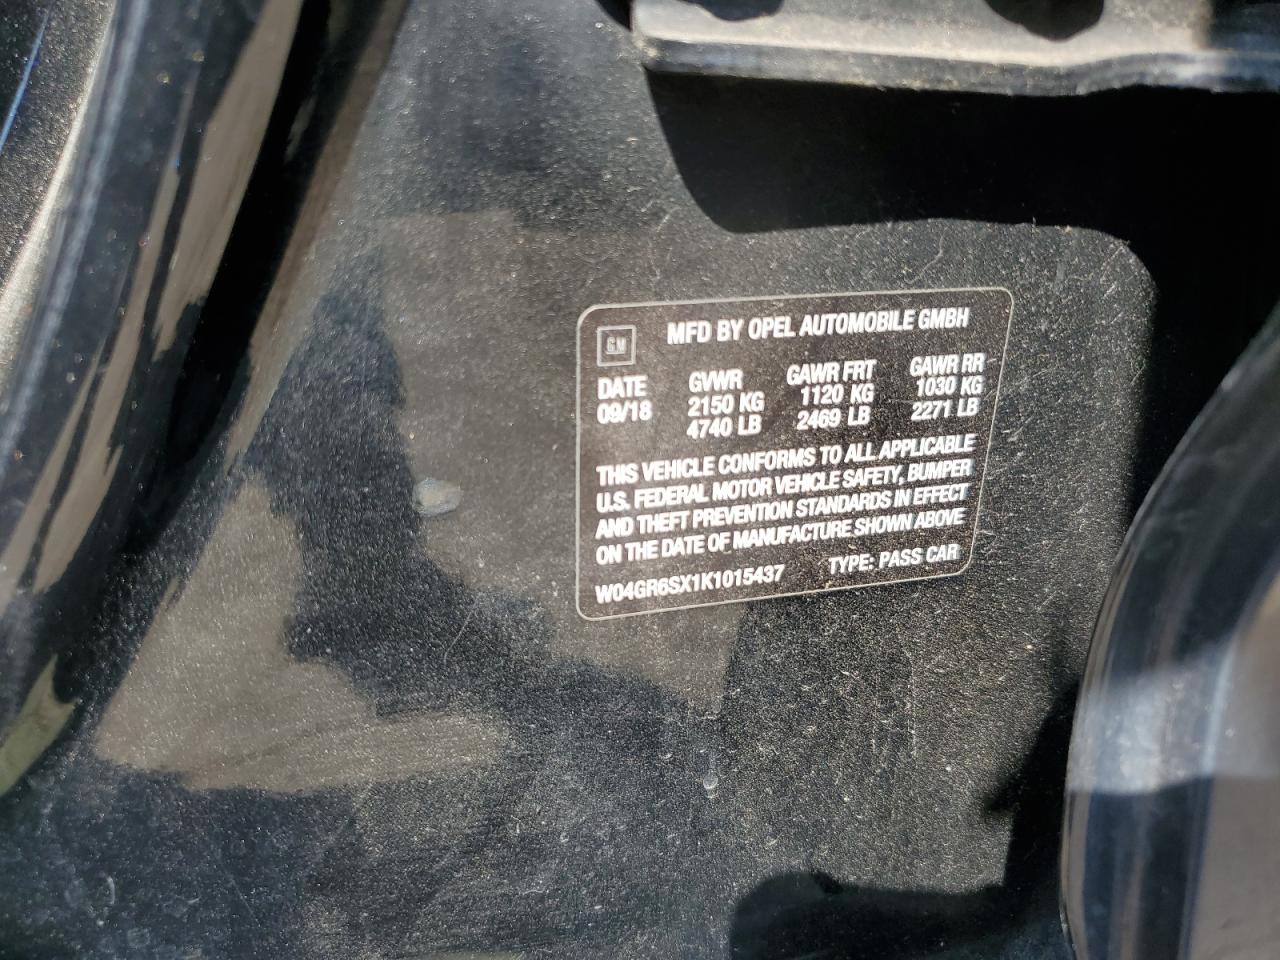 GM MFD BY OPEL AUTOMOBILE GMBH
DATE GVWR GAWR FRT GAWR RR
09/18 2150 KG 1120 KG 1030 KG
4740 LB 2469 LB 2271 LB
THIS VEHICLE CONFORMS TO ALL APPLICABLE
U.S. FEDERAL MOTOR VEHICLE SAFETY, BUMPER
AND THEFT PREVENTION STANDARDS IN EFFECT
ON THE DATE OF MANUFACTURE SHOWN ABOVE
W04GR6SX1K1015437 TYPE: PASS CAR